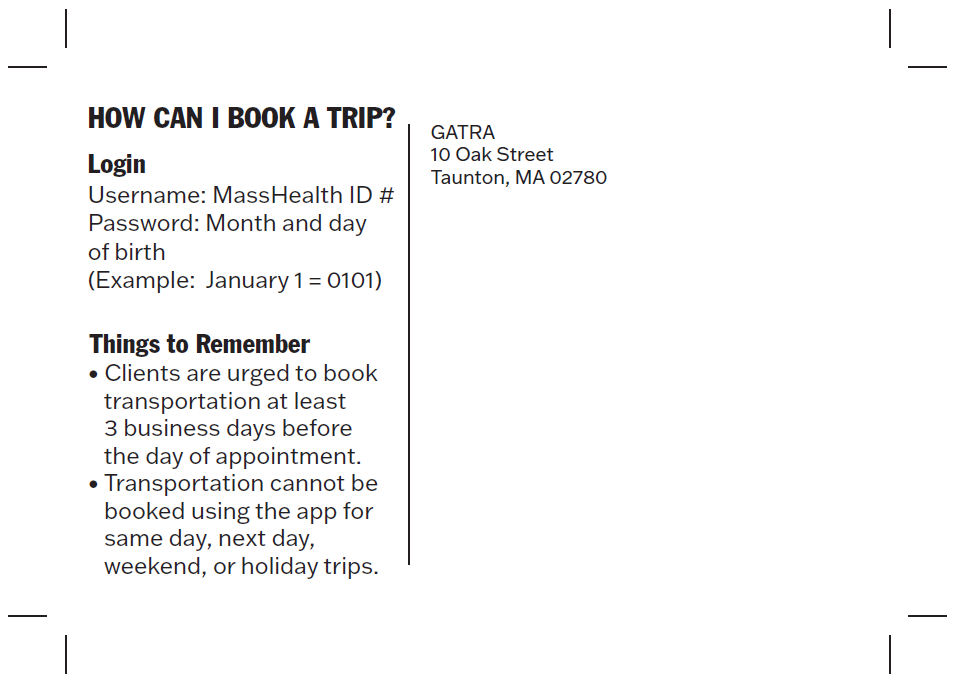 HOW CAN I BOOK A TRIP?
Login
Username: MassHealth ID #
Password: Month and day
of birth
(Example:  January 1 = 0101)
Things to Remember
• Clients are urged to book
transportation at least
3 business days before
the day of appointment.
• Transportation cannot be
booked using the app for
same day, next day,
weekend, or holiday trips.
GATRA
10 Oak Street
Taunton, MA 02780